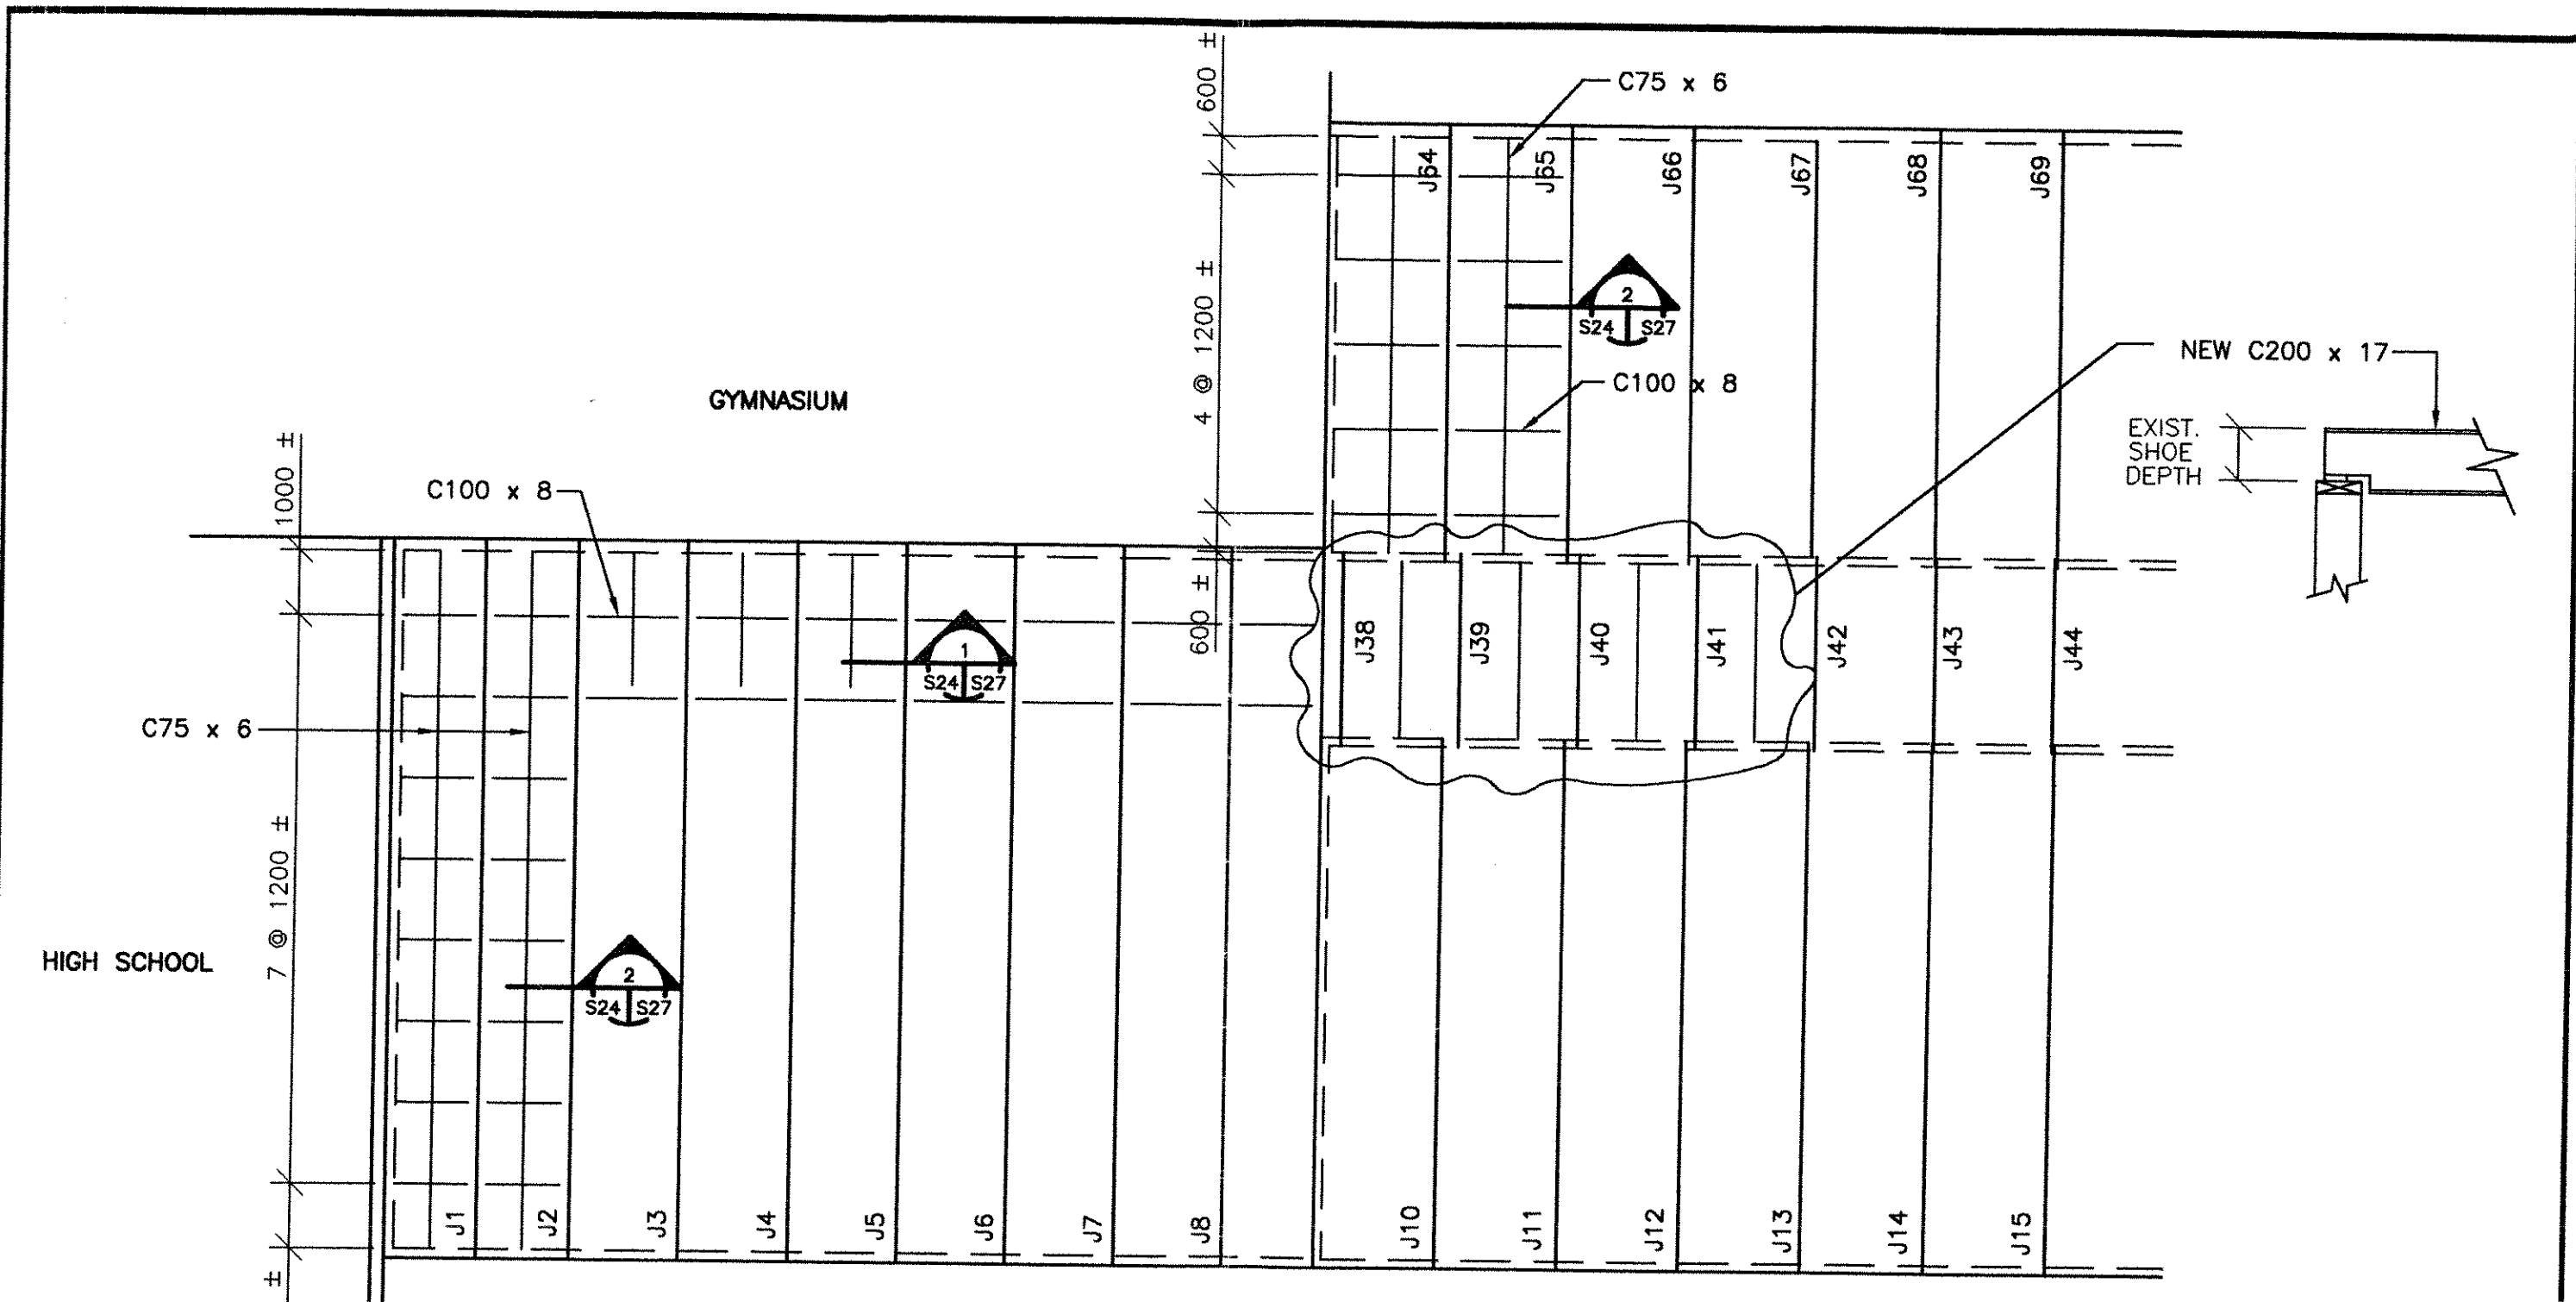 600 ±
C75 x 6
J64
J65
J66
J67
J68
J69
4 @ 1200 ±
2
S24 S27
NEW C200 x 17
C100 x 8
GYMNASIUM
EXIST.
SHOE
DEPTH
1000 ±
C100 x 8
600 ±
J38
J39
J40
J41
J42
J43
J44
1
S24 S27
C75 x 6
7 @ 1200 ±
HIGH SCHOOL
2
S24 S27
J1
J2
J3
J4
J5
J6
J7
J8
J10
J11
J12
J13
J14
J15
±